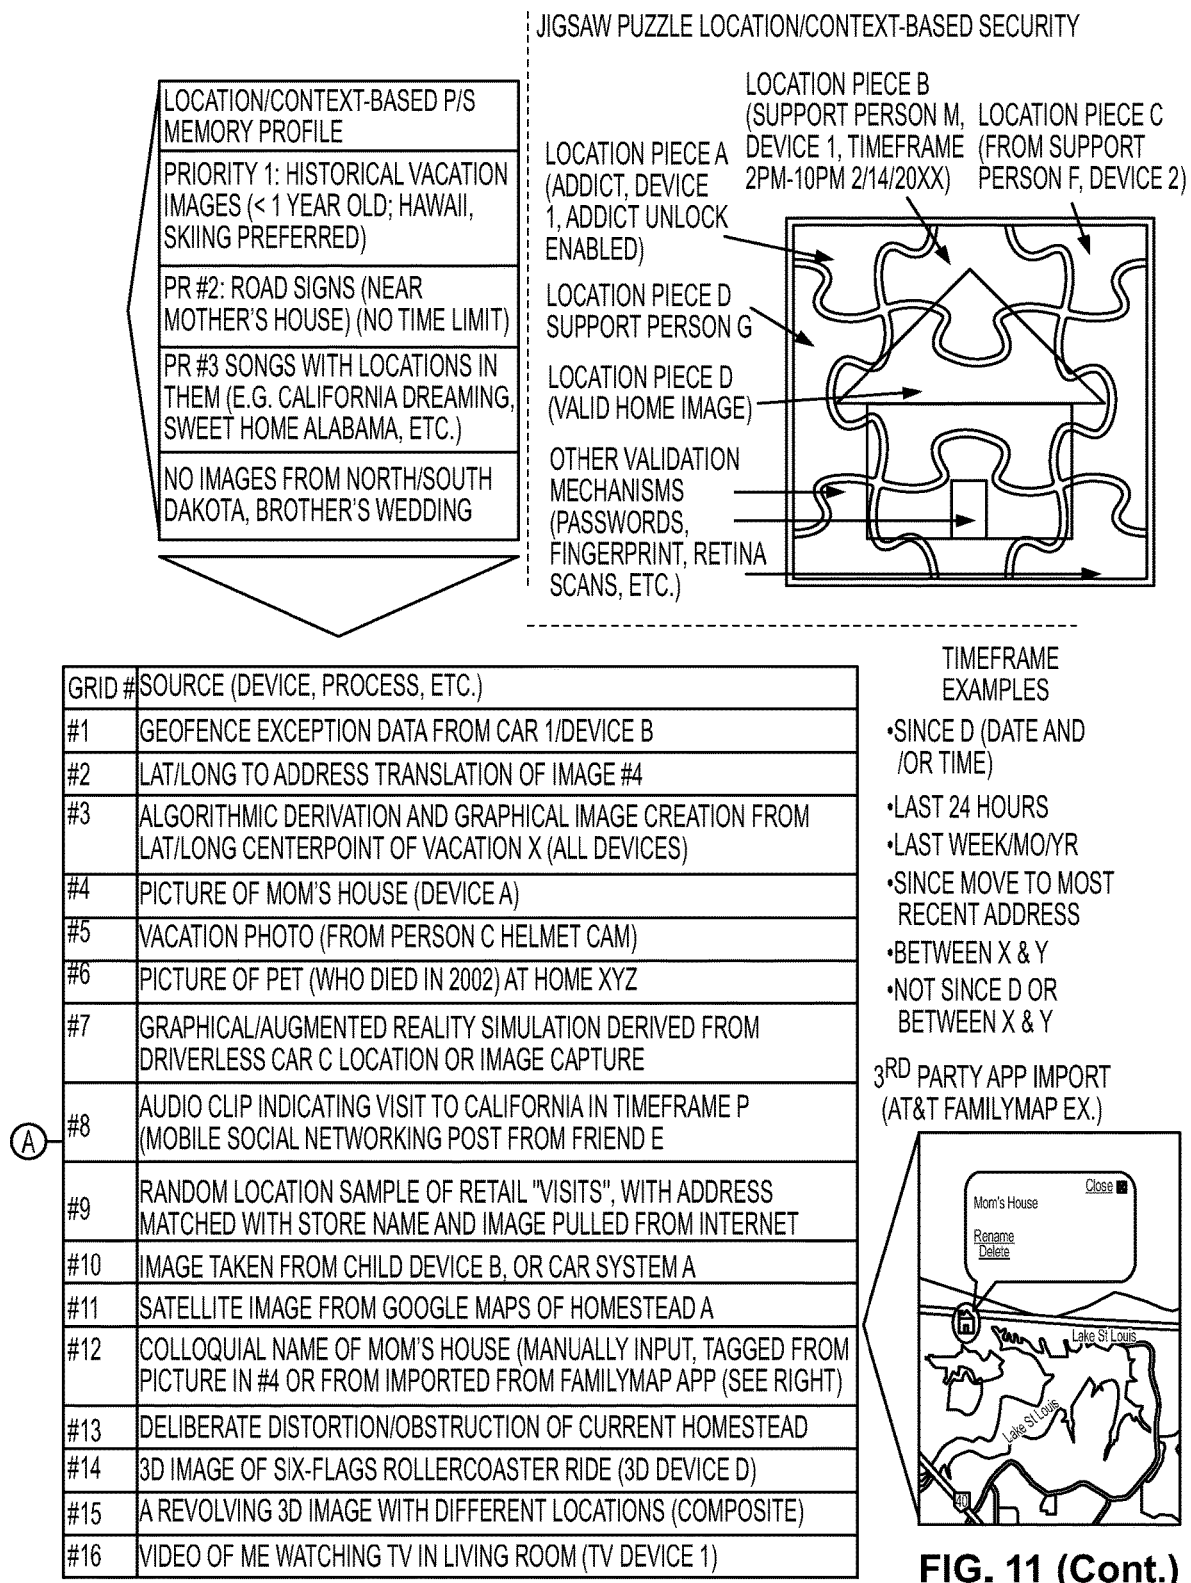 JIGSAW PUZZLE LOCATION/CONTEXT-BASED SECURITY
LOCATION/CONTEXT-BASED P/S
MEMORY PROFILE
PRIORITY 1: HISTORICAL VACATION
IMAGES (< 1 YEAR OLD; HAWAII,
SKIING PREFERRED)
PR #2: ROAD SIGNS (NEAR
MOTHER'S HOUSE) (NO TIME LIMIT)
PR #3 SONGS WITH LOCATIONS IN
THEM (E.G. CALIFORNIA DREAMING,
SWEET HOME ALABAMA, ETC.)
NO IMAGES FROM NORTH/SOUTH
DAKOTA, BROTHER'S WEDDING
LOCATION PIECE A
(ADDICT, DEVICE
1, ADDICT UNLOCK
ENABLED)
LOCATION PIECE B
(SUPPORT PERSON M,
DEVICE 1, TIMEFRAME
2PM-10PM 2/14/20XX)
LOCATION PIECE C
(FROM SUPPORT
PERSON F, DEVICE 2)
LOCATION PIECE D
SUPPORT PERSON G
LOCATION PIECE D
(VALID HOME IMAGE)
OTHER VALIDATION
MECHANISMS
(PASSWORDS,
FINGERPRINT, RETINA
SCANS, ETC.)
GRID # SOURCE (DEVICE, PROCESS, ETC.)
#1 GEOFENCE EXCEPTION DATA FROM CAR 1/DEVICE B
#2 LAT/LONG TO ADDRESS TRANSLATION OF IMAGE #4
#3 ALGORITHMIC DERIVATION AND GRAPHICAL IMAGE CREATION FROM
LAT/LONG CENTERPOINT OF VACATION X (ALL DEVICES)
#4 PICTURE OF MOM'S HOUSE (DEVICE A)
#5 VACATION PHOTO (FROM PERSON C HELMET CAM)
#6 PICTURE OF PET (WHO DIED IN 2002) AT HOME XYZ
#7 GRAPHICAL/AUGMENTED REALITY SIMULATION DERIVED FROM
DRIVERLESS CAR C LOCATION OR IMAGE CAPTURE
A
#8 AUDIO CLIP INDICATING VISIT TO CALIFORNIA IN TIMEFRAME P
(MOBILE SOCIAL NETWORKING POST FROM FRIEND E
#9 RANDOM LOCATION SAMPLE OF RETAIL "VISITS", WITH ADDRESS
MATCHED WITH STORE NAME AND IMAGE PULLED FROM INTERNET
#10 IMAGE TAKEN FROM CHILD DEVICE B, OR CAR SYSTEM A
#11 SATELLITE IMAGE FROM GOOGLE MAPS OF HOMESTEAD A
#12 COLLOQUIAL NAME OF MOM'S HOUSE (MANUALLY INPUT, TAGGED FROM
PICTURE IN #4 OR FROM IMPORTED FROM FAMILYMAP APP (SEE RIGHT)
#13 DELIBERATE DISTORTION/OBSTRUCTION OF CURRENT HOMESTEAD
#14 3D IMAGE OF SIX-FLAGS ROLLERCOASTER RIDE (3D DEVICE D)
#15 A REVOLVING 3D IMAGE WITH DIFFERENT LOCATIONS (COMPOSITE)
#16 VIDEO OF ME WATCHING TV IN LIVING ROOM (TV DEVICE 1)
TIMEFRAME
EXAMPLES
•SINCE D (DATE AND
/OR TIME)
•LAST 24 HOURS
•LAST WEEK/MO/YR
•SINCE MOVE TO MOST
RECENT ADDRESS
•BETWEEN X & Y
•NOT SINCE D OR
BETWEEN X & Y
3RD PARTY APP IMPORT
(AT&T FAMILYMAP EX.)
Close
Mom's House
Rename
Delete
Lake St Louis
Lake St Louis
40
FIG. 11 (Cont.)